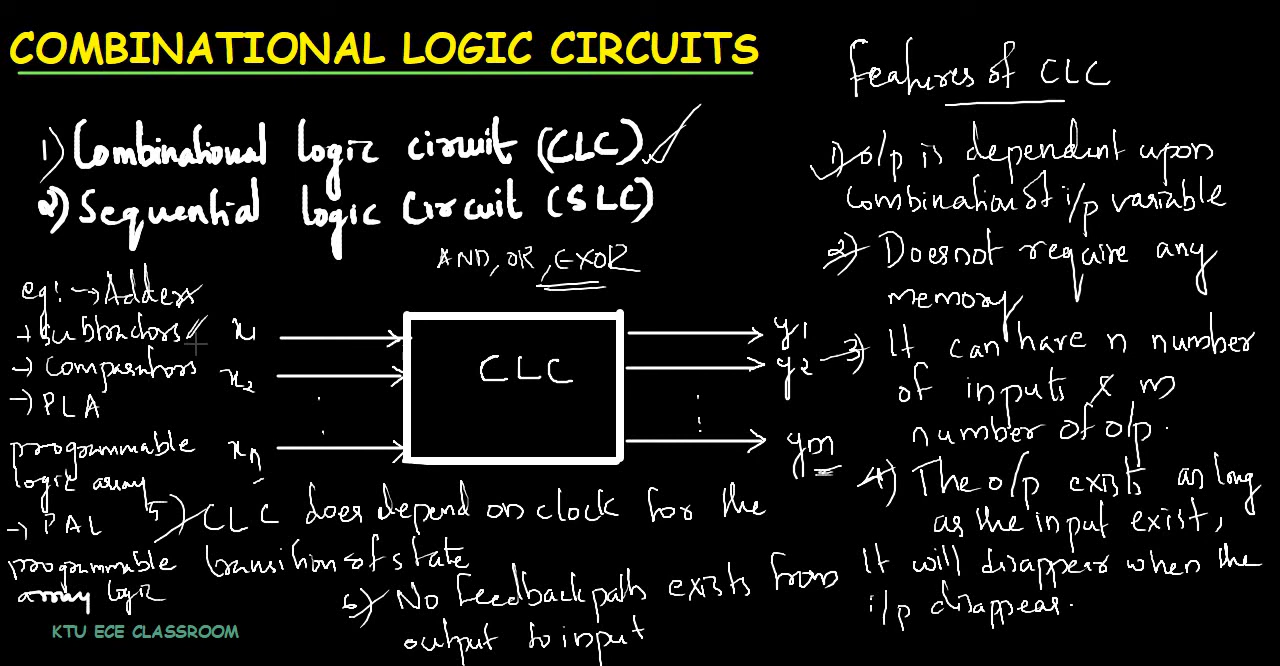 COMBINATIONAL LOGIC CIRCUITS
1) Combinational logic circuit (CLC)
2) Sequential logic circuit (SLC)
AND, OR, EXOR
eg:→Adders
→ subtractors
→ Comparators
→ PLA
programmable
logic array
→ PAL
programmable
array logic
x1
x2
xn
CLC
y1
y2
ym
Features of CLC
1) o/p is dependent upon
combination of i/p variable
2) Does not require any
memory
3) It can have n number
of inputs & m
number of o/p.
4) The o/p exists as long
as the input exist,
It will disappear when the
i/p disappear.
5) CLC does depend on clock for the
transition of state
6) No feedback path exists from
output to input
KTU ECE CLASSROOM